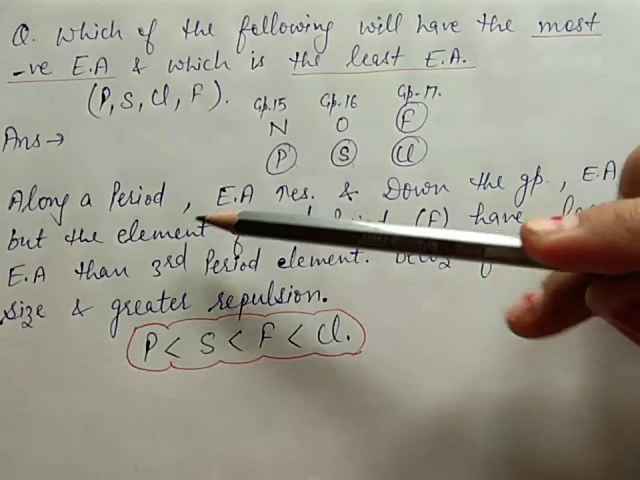 Q. Which of the following will have the most
-ve E.A & which is the least E.A.
(P, S, Cl, F).
Gp.15 Gp.16 Gp-17.
Ans → N O F
P S Cl
Along a Period, E.A res. & Down the gp., E.A
but the element (F) have
E.A than 3rd Period element.
size & greater repulsion.
P < S < F < Cl.